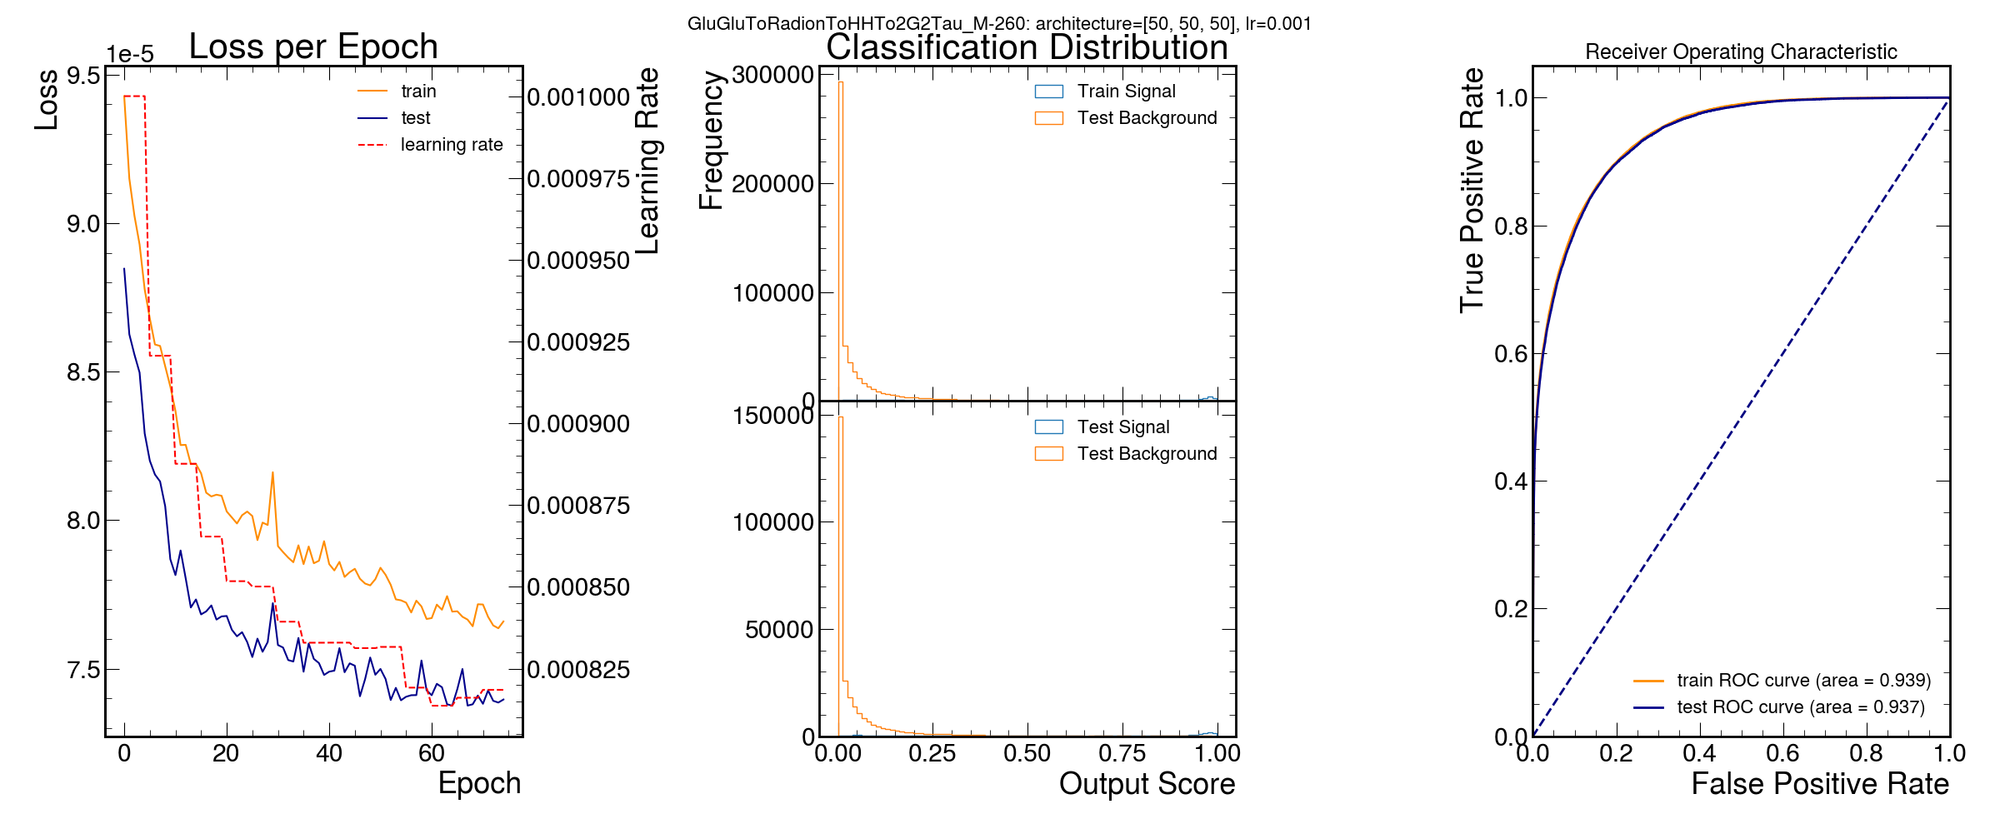 GluGluToRadionToHHTo2G2Tau_M-260: architecture=[50, 50, 50], lr=0.001
Loss per Epoch
1e-5
Loss
9.5
9.0
8.5
8.0
7.5
0 20 40 60
Epoch
train
test
learning rate
0.001000
0.000975
0.000950
0.000925
0.000900
0.000875
0.000850
0.000825
Learning Rate
Classification Distribution
Frequency
300000
200000
100000
0
Train Signal
Test Background
150000
100000
50000
0
Test Signal
Test Background
0.00 0.25 0.50 0.75 1.00
Output Score
Receiver Operating Characteristic
True Positive Rate
1.0
0.8
0.6
0.4
0.2
0.0
train ROC curve (area = 0.939)
test ROC curve (area = 0.937)
0.0 0.2 0.4 0.6 0.8 1.0
False Positive Rate